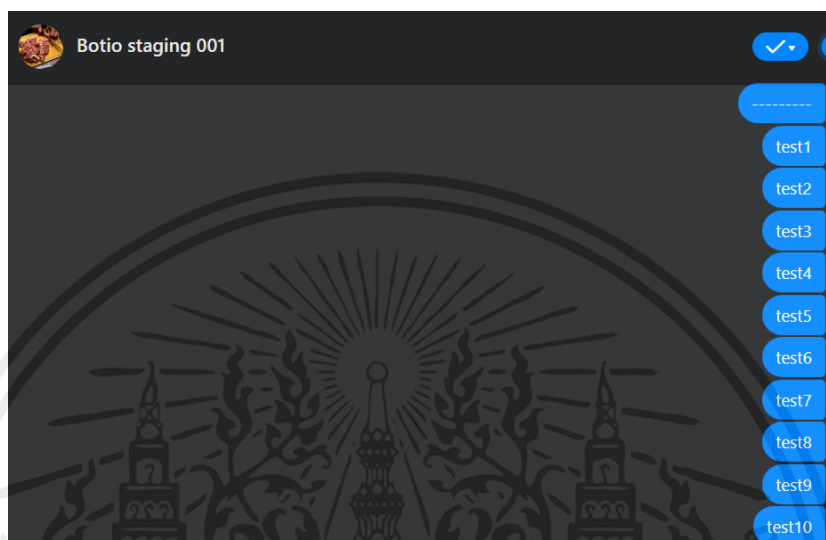 Botio staging 001
---------
test1
test2
test3
test4
test5
test6
test7
test8
test9
test10